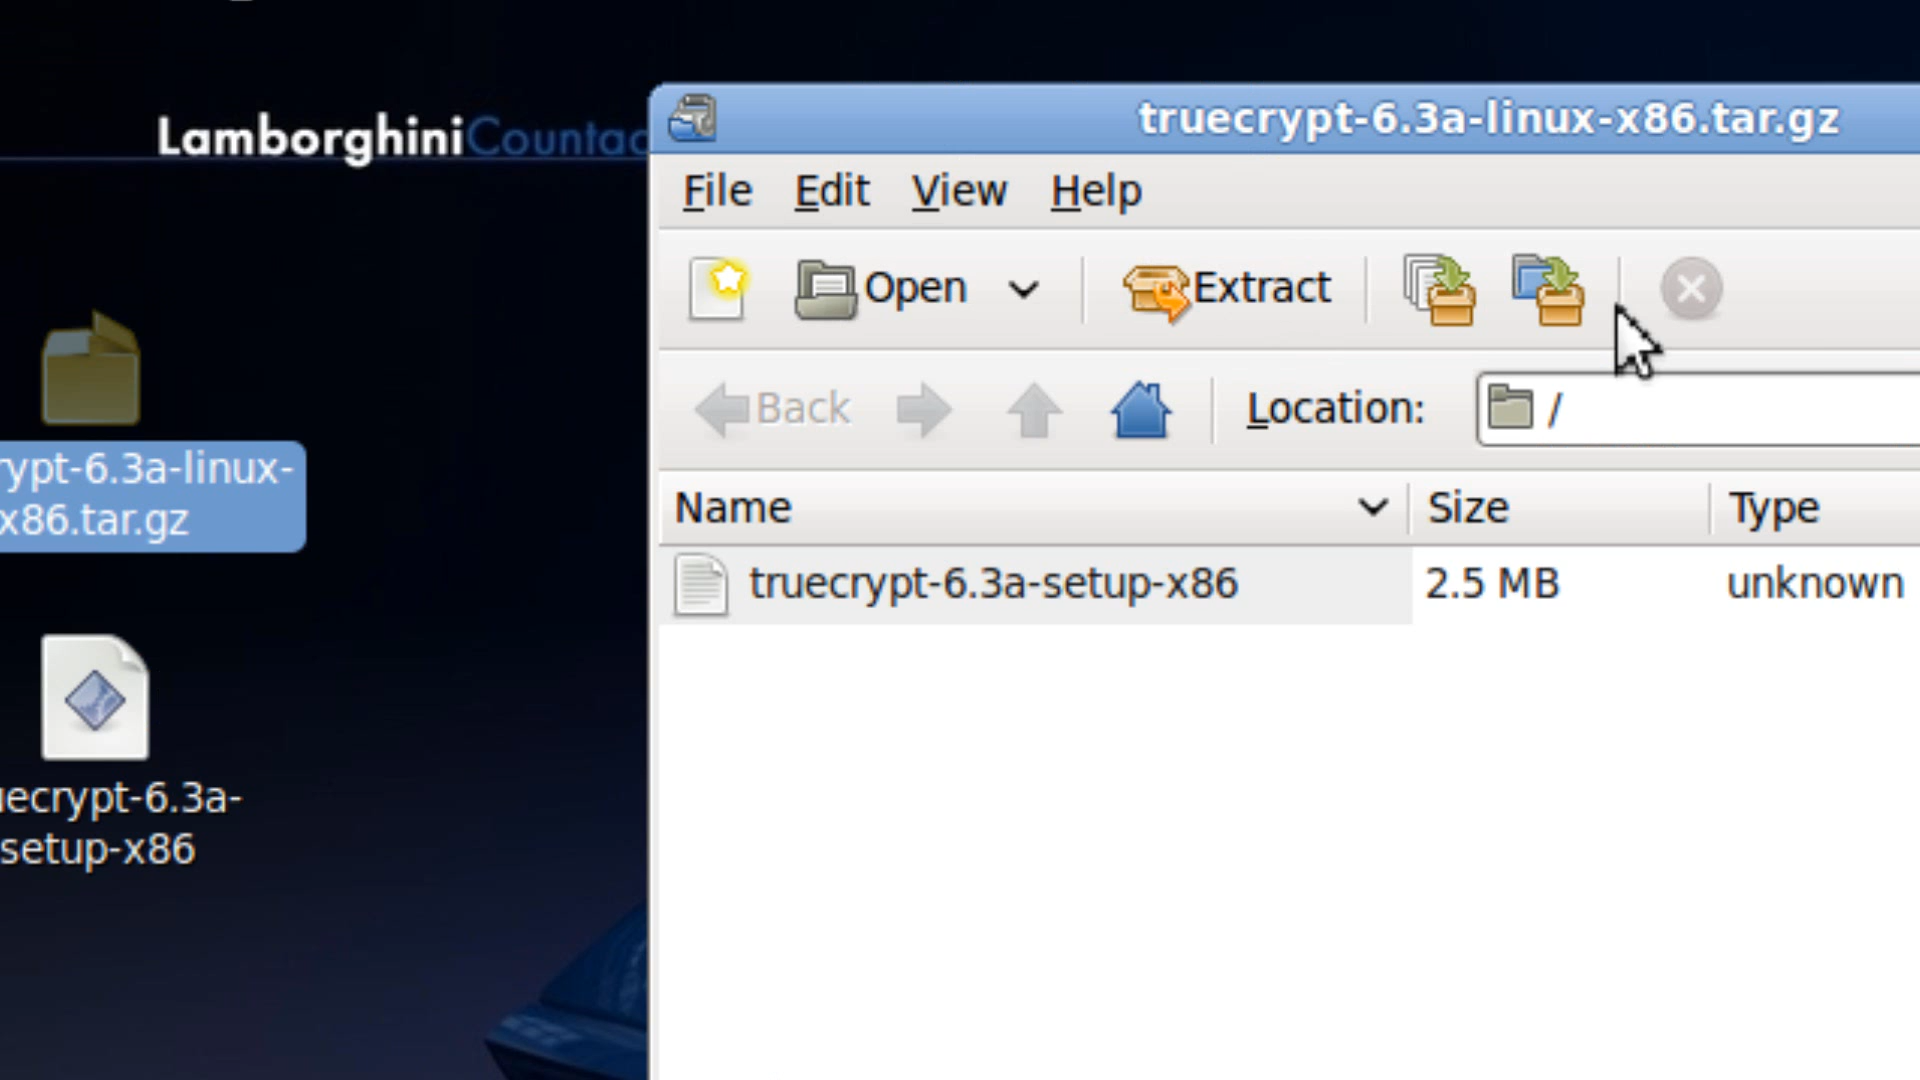 LamborghiniCountac
truecrypt-6.3a-linux-x86.tar.gz
File Edit View Help
Open Extract
Back Location: /
rypt-6.3a-linux-
x86.tar.gz
Name Size Type
truecrypt-6.3a-setup-x86 2.5 MB unknown
uecrypt-6.3a-
setup-x86